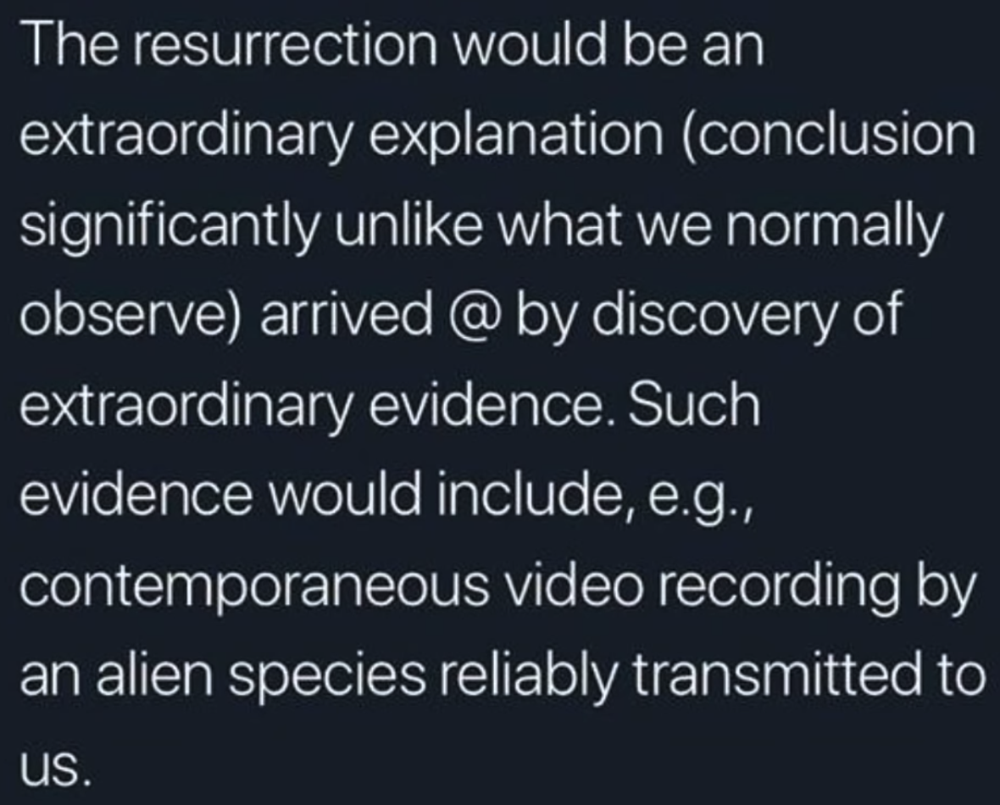 The resurrection would be an
extraordinary explanation (conclusion
significantly unlike what we normally
observe) arrived @ by discovery of
extraordinary evidence. Such
evidence would include, e.g.,
contemporaneous video recording by
an alien species reliably transmitted to
us.